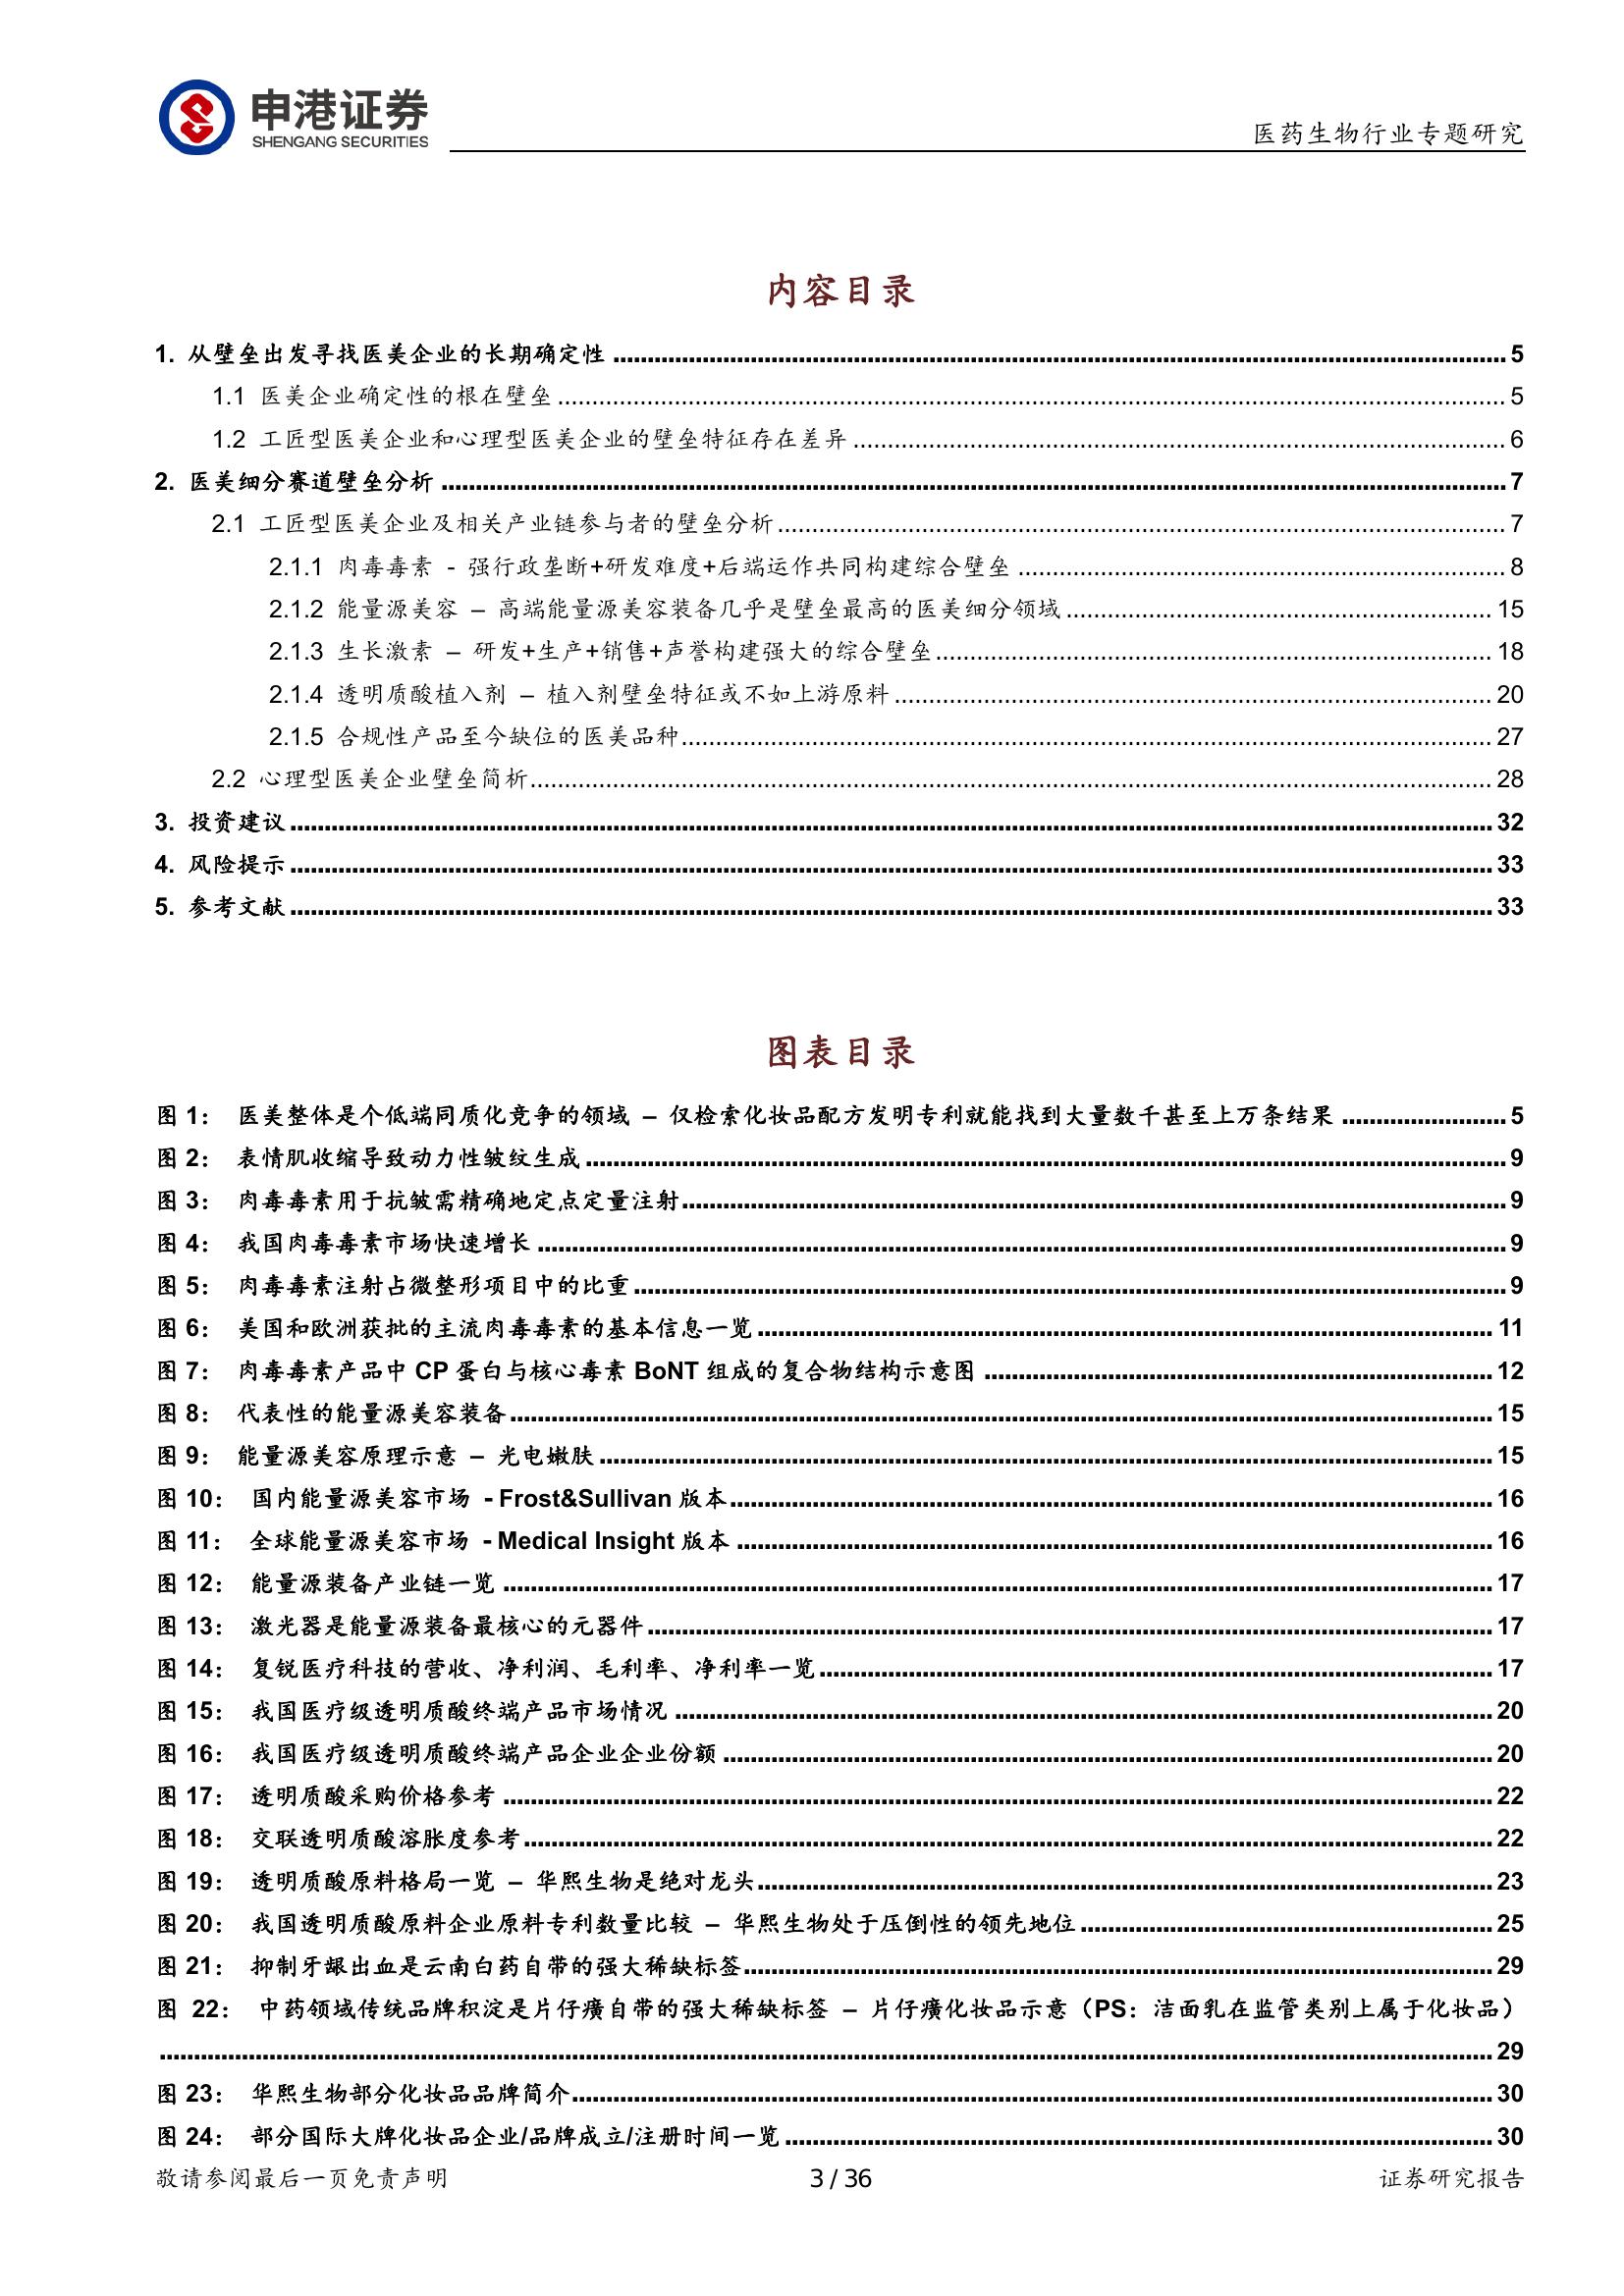 申港证券
SHENGANG SECURITIES
医药生物行业专题研究
内容目录
1. 从壁垒出发寻找医美企业的长期确定性 5
1.1 医美企业确定性的根在壁垒 5
1.2 工匠型医美企业和心理型医美企业的壁垒特征存在差异 6
2. 医美细分赛道壁垒分析 7
2.1 工匠型医美企业及相关产业链参与者的壁垒分析 7
2.1.1 肉毒毒素 - 强行政垄断+研发难度+后端运作共同构建综合壁垒 8
2.1.2 能量源美容 – 高端能量源美容装备几乎是壁垒最高的医美细分领域 15
2.1.3 生长激素 – 研发+生产+销售+声誉构建强大的综合壁垒 18
2.1.4 透明质酸植入剂 – 植入剂壁垒特征或不如上游原料 20
2.1.5 合规性产品至今缺位的医美品种 27
2.2 心理型医美企业壁垒简析 28
3. 投资建议 32
4. 风险提示 33
5. 参考文献 33
图表目录
图 1： 医美整体是个低端同质化竞争的领域 – 仅检索化妆品配方发明专利就能找到大量数千甚至上万条结果 5
图 2： 表情肌收缩导致动力性皱纹生成 9
图 3： 肉毒毒素用于抗皱需精确地定点定量注射 9
图 4： 我国肉毒毒素市场快速增长 9
图 5： 肉毒毒素注射占微整形项目中的比重 9
图 6： 美国和欧洲获批的主流肉毒毒素的基本信息一览 11
图 7： 肉毒毒素产品中 CP 蛋白与核心毒素 BoNT 组成的复合物结构示意图 12
图 8： 代表性的能量源美容装备 15
图 9： 能量源美容原理示意 – 光电嫩肤 15
图 10： 国内能量源美容市场 - Frost&Sullivan 版本 16
图 11： 全球能量源美容市场 - Medical Insight 版本 16
图 12： 能量源装备产业链一览 17
图 13： 激光器是能量源装备最核心的元器件 17
图 14： 复锐医疗科技的营收、净利润、毛利率、净利率一览 17
图 15： 我国医疗级透明质酸终端产品市场情况 20
图 16： 我国医疗级透明质酸终端产品企业企业份额 20
图 17： 透明质酸采购价格参考 22
图 18： 交联透明质酸溶胀度参考 22
图 19： 透明质酸原料格局一览 – 华熙生物是绝对龙头 23
图 20： 我国透明质酸原料企业原料专利数量比较 – 华熙生物处于压倒性的领先地位 25
图 21： 抑制牙龈出血是云南白药自带的强大稀缺标签 29
图 22： 中药领域传统品牌积淀是片仔癀自带的强大稀缺标签 – 片仔癀化妆品示意（PS：洁面乳在监管类别上属于化妆品）
29
图 23： 华熙生物部分化妆品品牌简介 30
图 24： 部分国际大牌化妆品企业/品牌成立/注册时间一览 30
敬请参阅最后一页免责声明 3 / 36 证券研究报告